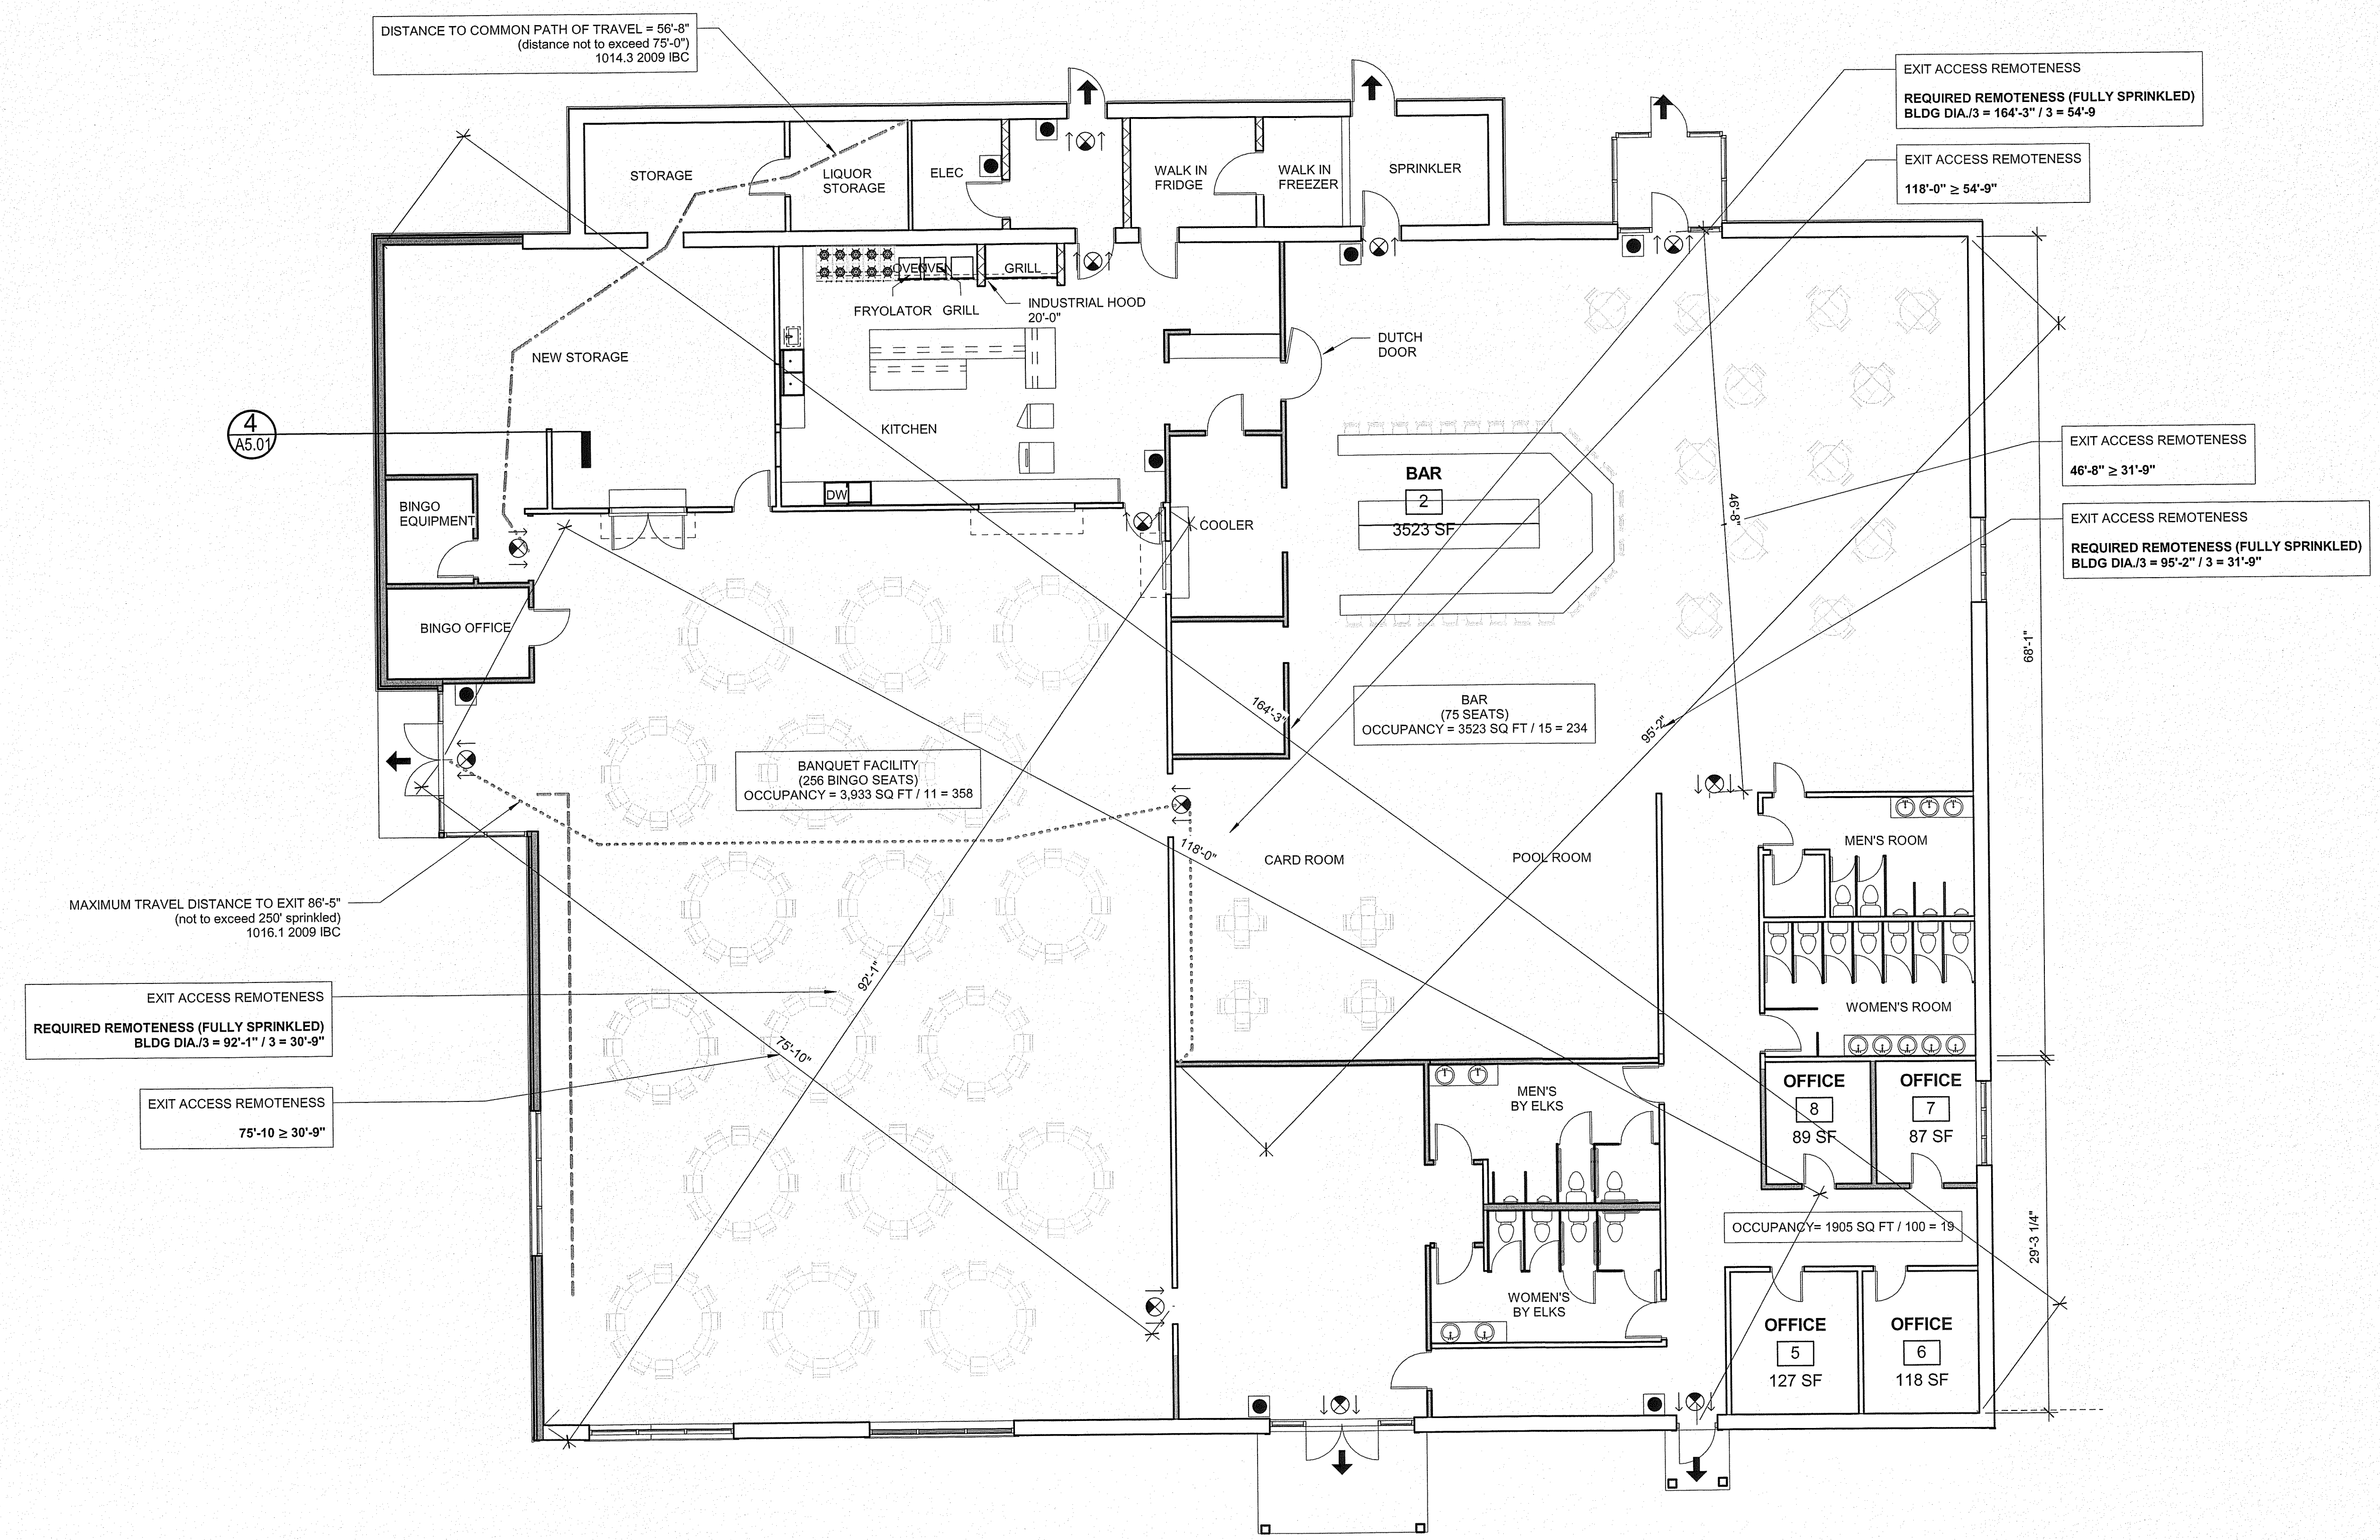 DISTANCE TO COMMON PATH OF TRAVEL = 56'-8"
(distance not to exceed 75'-0")
1014.3 2009 IBC
EXIT ACCESS REMOTENESS
REQUIRED REMOTENESS (FULLY SPRINKLED)
BLDG DIA./3 = 164'-3" / 3 = 54'-9
EXIT ACCESS REMOTENESS
118'-0" ≥ 54'-9"
STORAGE
LIQUOR
STORAGE
ELEC
WALK IN
FRIDGE
WALK IN
FREEZER
SPRINKLER
OVEN
OVEN
GRILL
FRYOLATOR
GRILL
INDUSTRIAL HOOD
20'-0"
NEW STORAGE
DUTCH
DOOR
4
A5.01
KITCHEN
DW
BINGO
EQUIPMENT
COOLER
BAR
2
3523 SF
46'-8"
EXIT ACCESS REMOTENESS
46'-8" ≥ 31'-9"
EXIT ACCESS REMOTENESS
REQUIRED REMOTENESS (FULLY SPRINKLED)
BLDG DIA./3 = 95'-2" / 3 = 31'-9"
BINGO OFFICE
68'-1"
164'-3"
BAR
(75 SEATS)
OCCUPANCY = 3523 SQ FT / 15 = 234
95'-2"
BANQUET FACILITY
(256 BINGO SEATS)
OCCUPANCY = 3,933 SQ FT / 11 = 358
118'-0"
CARD ROOM
POOL ROOM
MEN'S ROOM
MAXIMUM TRAVEL DISTANCE TO EXIT 86'-5"
(not to exceed 250' sprinkled)
1016.1 2009 IBC
92'-1"
EXIT ACCESS REMOTENESS
REQUIRED REMOTENESS (FULLY SPRINKLED)
BLDG DIA./3 = 92'-1" / 3 = 30'-9"
WOMEN'S ROOM
75'-10"
EXIT ACCESS REMOTENESS
75'-10 ≥ 30'-9"
MEN'S
BY ELKS
OFFICE
8
89 SF
OFFICE
7
87 SF
OCCUPANCY= 1905 SQ FT / 100 = 19
29'-3 1/4"
WOMEN'S
BY ELKS
OFFICE
5
127 SF
OFFICE
6
118 SF